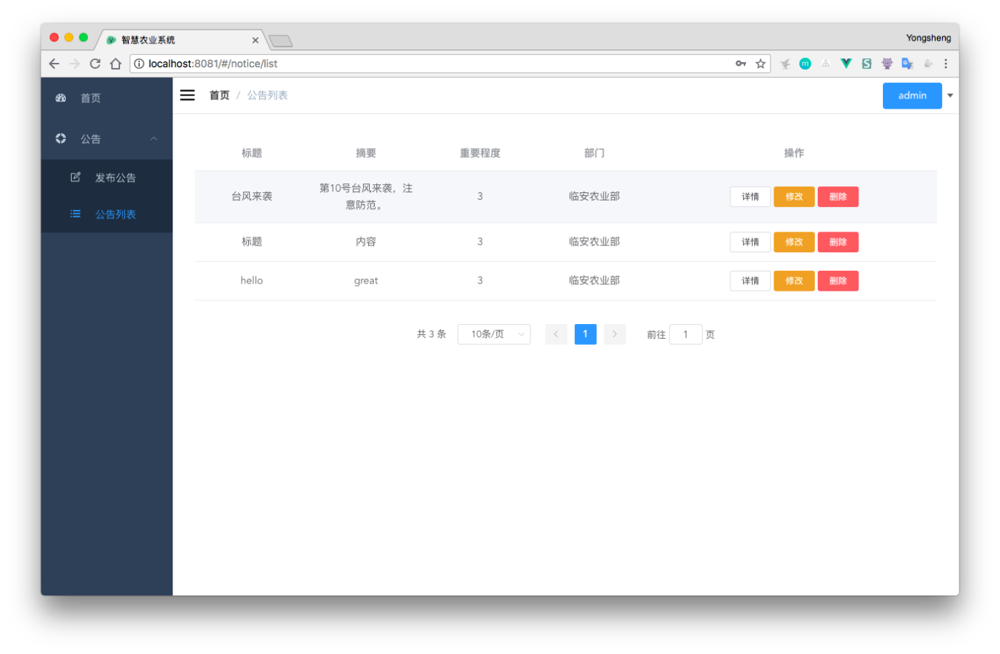 智慧农业系统
Yongsheng
localhost:8081/#/notice/list
首页
首页 / 公告列表
admin
公告
发布公告
公告列表
标题 摘要 重要程度 部门 操作
台风来袭 第10号台风来袭，注 3 临安农业部 详情 修改 删除
意防范。
标题 内容 3 临安农业部 详情 修改 删除
hello great 3 临安农业部 详情 修改 删除
共 3 条 10条/页 1 前往 1 页